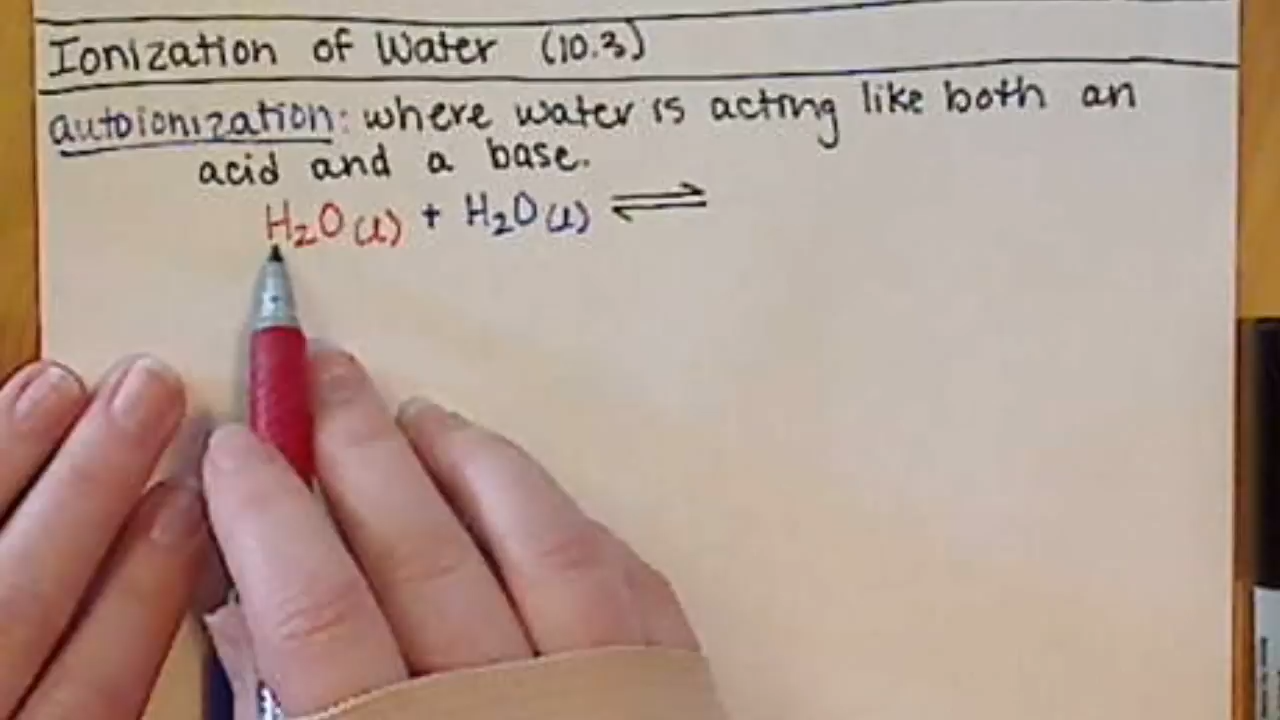 Ionization of Water (10.3)
autoionization: where water is acting like both an
acid and a base.
H₂O(l) + H₂O(l) ⇌